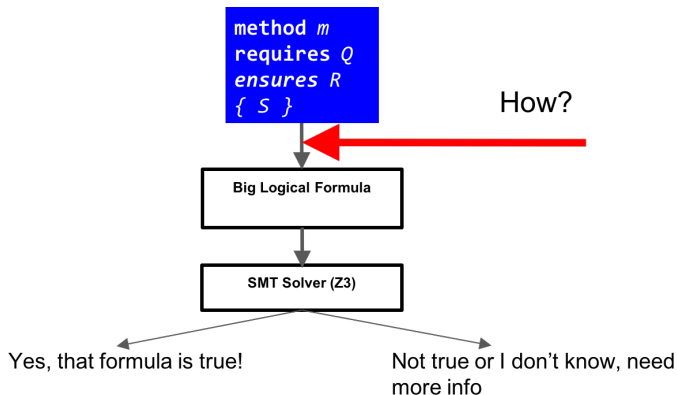 method m
requires Q
ensures R
{ S }
How?
Big Logical Formula
SMT Solver (Z3)
Yes, that formula is true!
Not true or I don't know, need
more info